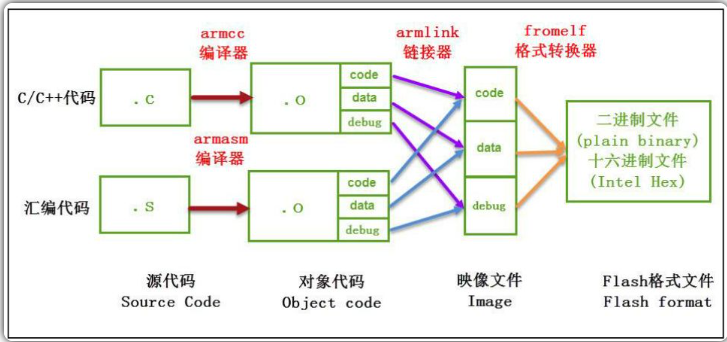 armcc
编译器
armlink
链接器
fromelf
格式转换器
C/C++代码
.C
.O
code
data
debug
code
data
debug
二进制文件
(plain binary)
十六进制文件
(Intel Hex)
armasm
编译器
汇编代码
.S
.O
code
data
debug
源代码
Source Code
对象代码
Object code
映像文件
Image
Flash格式文件
Flash format